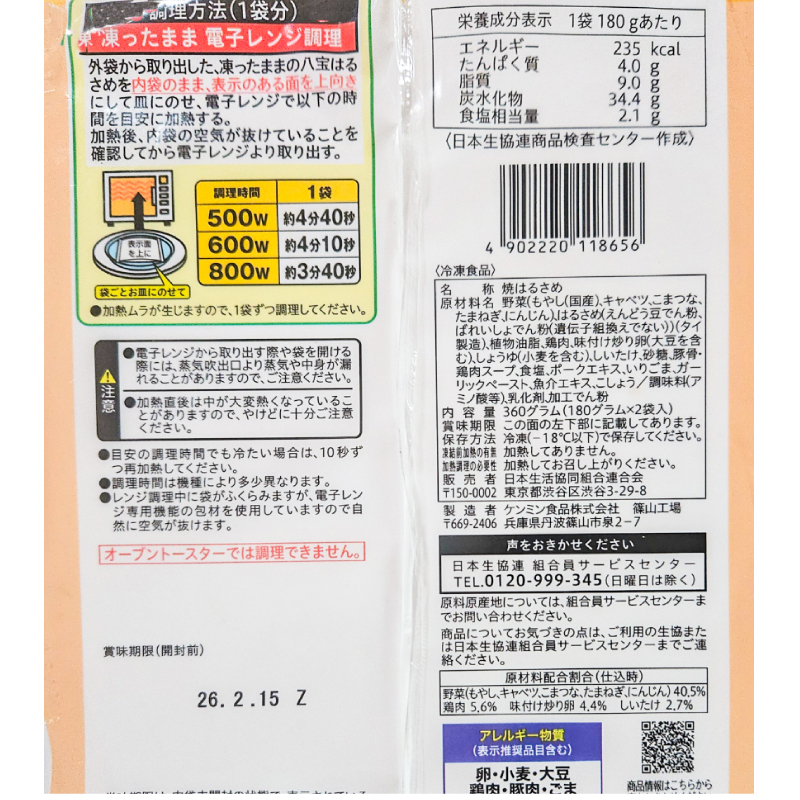 調理方法(1袋分)
凍ったまま 電子レンジ調理
外袋から取り出した、凍ったままの八宝はる
さめを内袋のまま、表示のある面を上向き
にして皿にのせ、電子レンジで以下の時
間を目安に加熱する。
加熱後、内袋の空気が抜けていることを
確認してから電子レンジより取り出す。
調理時間 1袋
500W 約4分40秒
600W 約4分10秒
800W 約3分40秒
表示面
を上に
袋ごとお皿にのせて
●加熱ムラが生じますので、1袋ずつ調理してください。
注意
●電子レンジから取り出す際や袋を開ける
際には、蒸気吹出口より蒸気や中身が漏
れることがありますので、ご注意ください。
●加熱直後は中が大変熱くなっているこ
とがありますので、やけどに十分ご注意
ください。
●目安の調理時間でも冷たい場合は、10秒ず
つ再加熱してください。
●調理時間は機種により多少異なります。
●レンジ調理中に袋がふくらみますが、電子レン
ジ専用機能の包材を使用していますので自
然に空気が抜けます。
オーブントースターでは調理できません。
賞味期限(開封前)
26.2.15 Z
栄養成分表示 1袋180gあたり
エネルギー 235 kcal
たんぱく質 4.0 g
脂質 9.0 g
炭水化物 34.4 g
食塩相当量 2.1 g
〈日本生協連商品検査センター作成〉
4 902220 118656
〈冷凍食品〉
名称 焼はるさめ
原材料名 野菜(もやし(国産)、キャベツ、こまつな、
たまねぎ、にんじん)、はるさめ(えんどう豆でん粉、
ばれいしょでん粉(遺伝子組換えでない))(タイ
製造)、植物油脂、鶏肉、味付け炒り卵(大豆を含
む)、しょうゆ(小麦を含む)、しいたけ、砂糖、豚骨・
鶏肉スープ、食塩、ポークエキス、いりごま、ガー
リックペースト、魚介エキス、こしょう/調味料(ア
ミノ酸等)、乳化剤、加工でん粉
内容量 360グラム(180グラム×2袋入)
賞味期限 この面の左下部に記載してあります。
保存方法 冷凍(−18℃以下)で保存してください。
凍結前加熱の有無 加熱してありません。
加熱調理の必要性 加熱してお召し上がりください。
販売者 日本生活協同組合連合会
〒150-0002 東京都渋谷区渋谷3-29-8
製造者 ケンミン食品株式会社 篠山工場
〒669-2406 兵庫県丹波篠山市泉2-7
声をおきかせください
日本生協連 組合員サービスセンター
TEL.0120-999-345(日曜日は除く)
原料原産地については、組合員サービスセンターま
でお問い合わせください。
商品についてお気づきの点は、ご利用の生協また
は日本生協連組合員サービスセンターまでご連
絡ください。
原材料配合割合(仕込時)
野菜(もやし、キャベツ、こまつな、たまねぎ、にんじん) 40.5%
鶏肉 5.6% 味付け炒り卵 4.4% しいたけ 2.7%
アレルギー物質
(表示推奨品目含む)
卵・小麦・大豆
鶏肉・豚肉・ごま
商品情報はこちらから